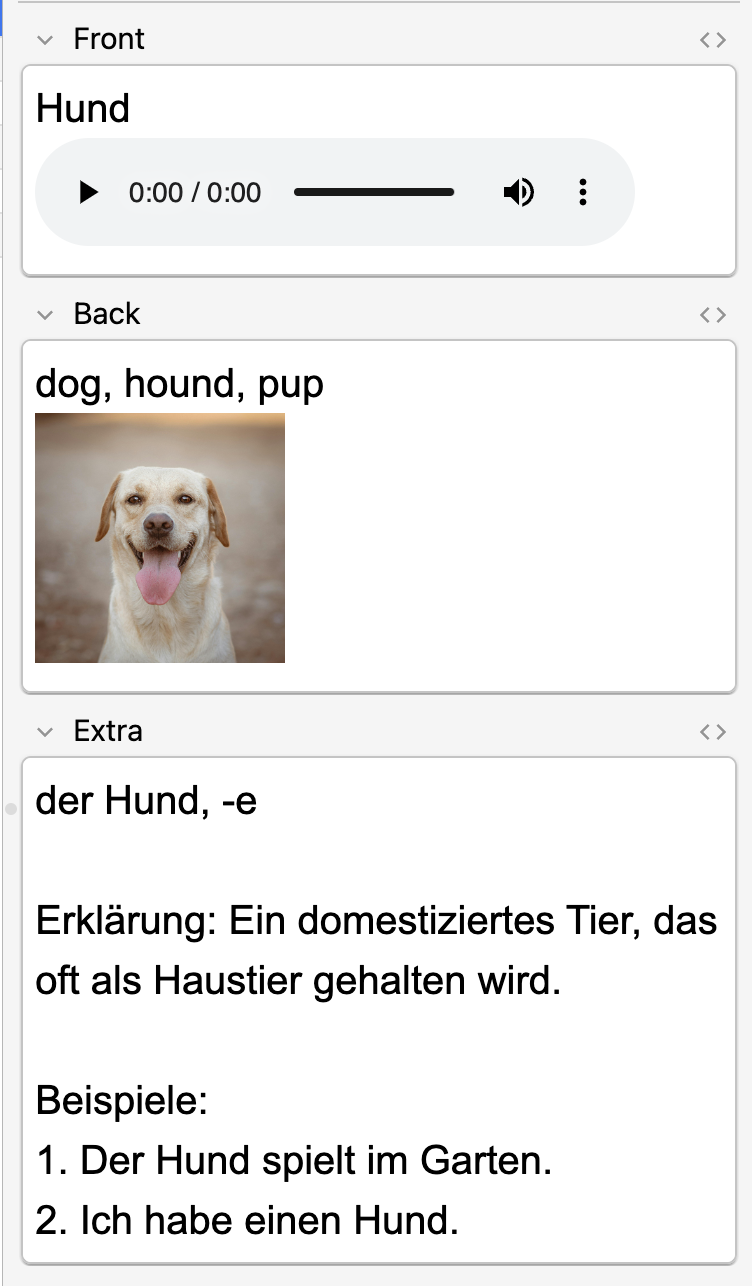 Front
Hund
0:00 / 0:00
Back
dog, hound, pup
Extra
der Hund, -e
Erklärung: Ein domestiziertes Tier, das
oft als Haustier gehalten wird.
Beispiele:
1. Der Hund spielt im Garten.
2. Ich habe einen Hund.